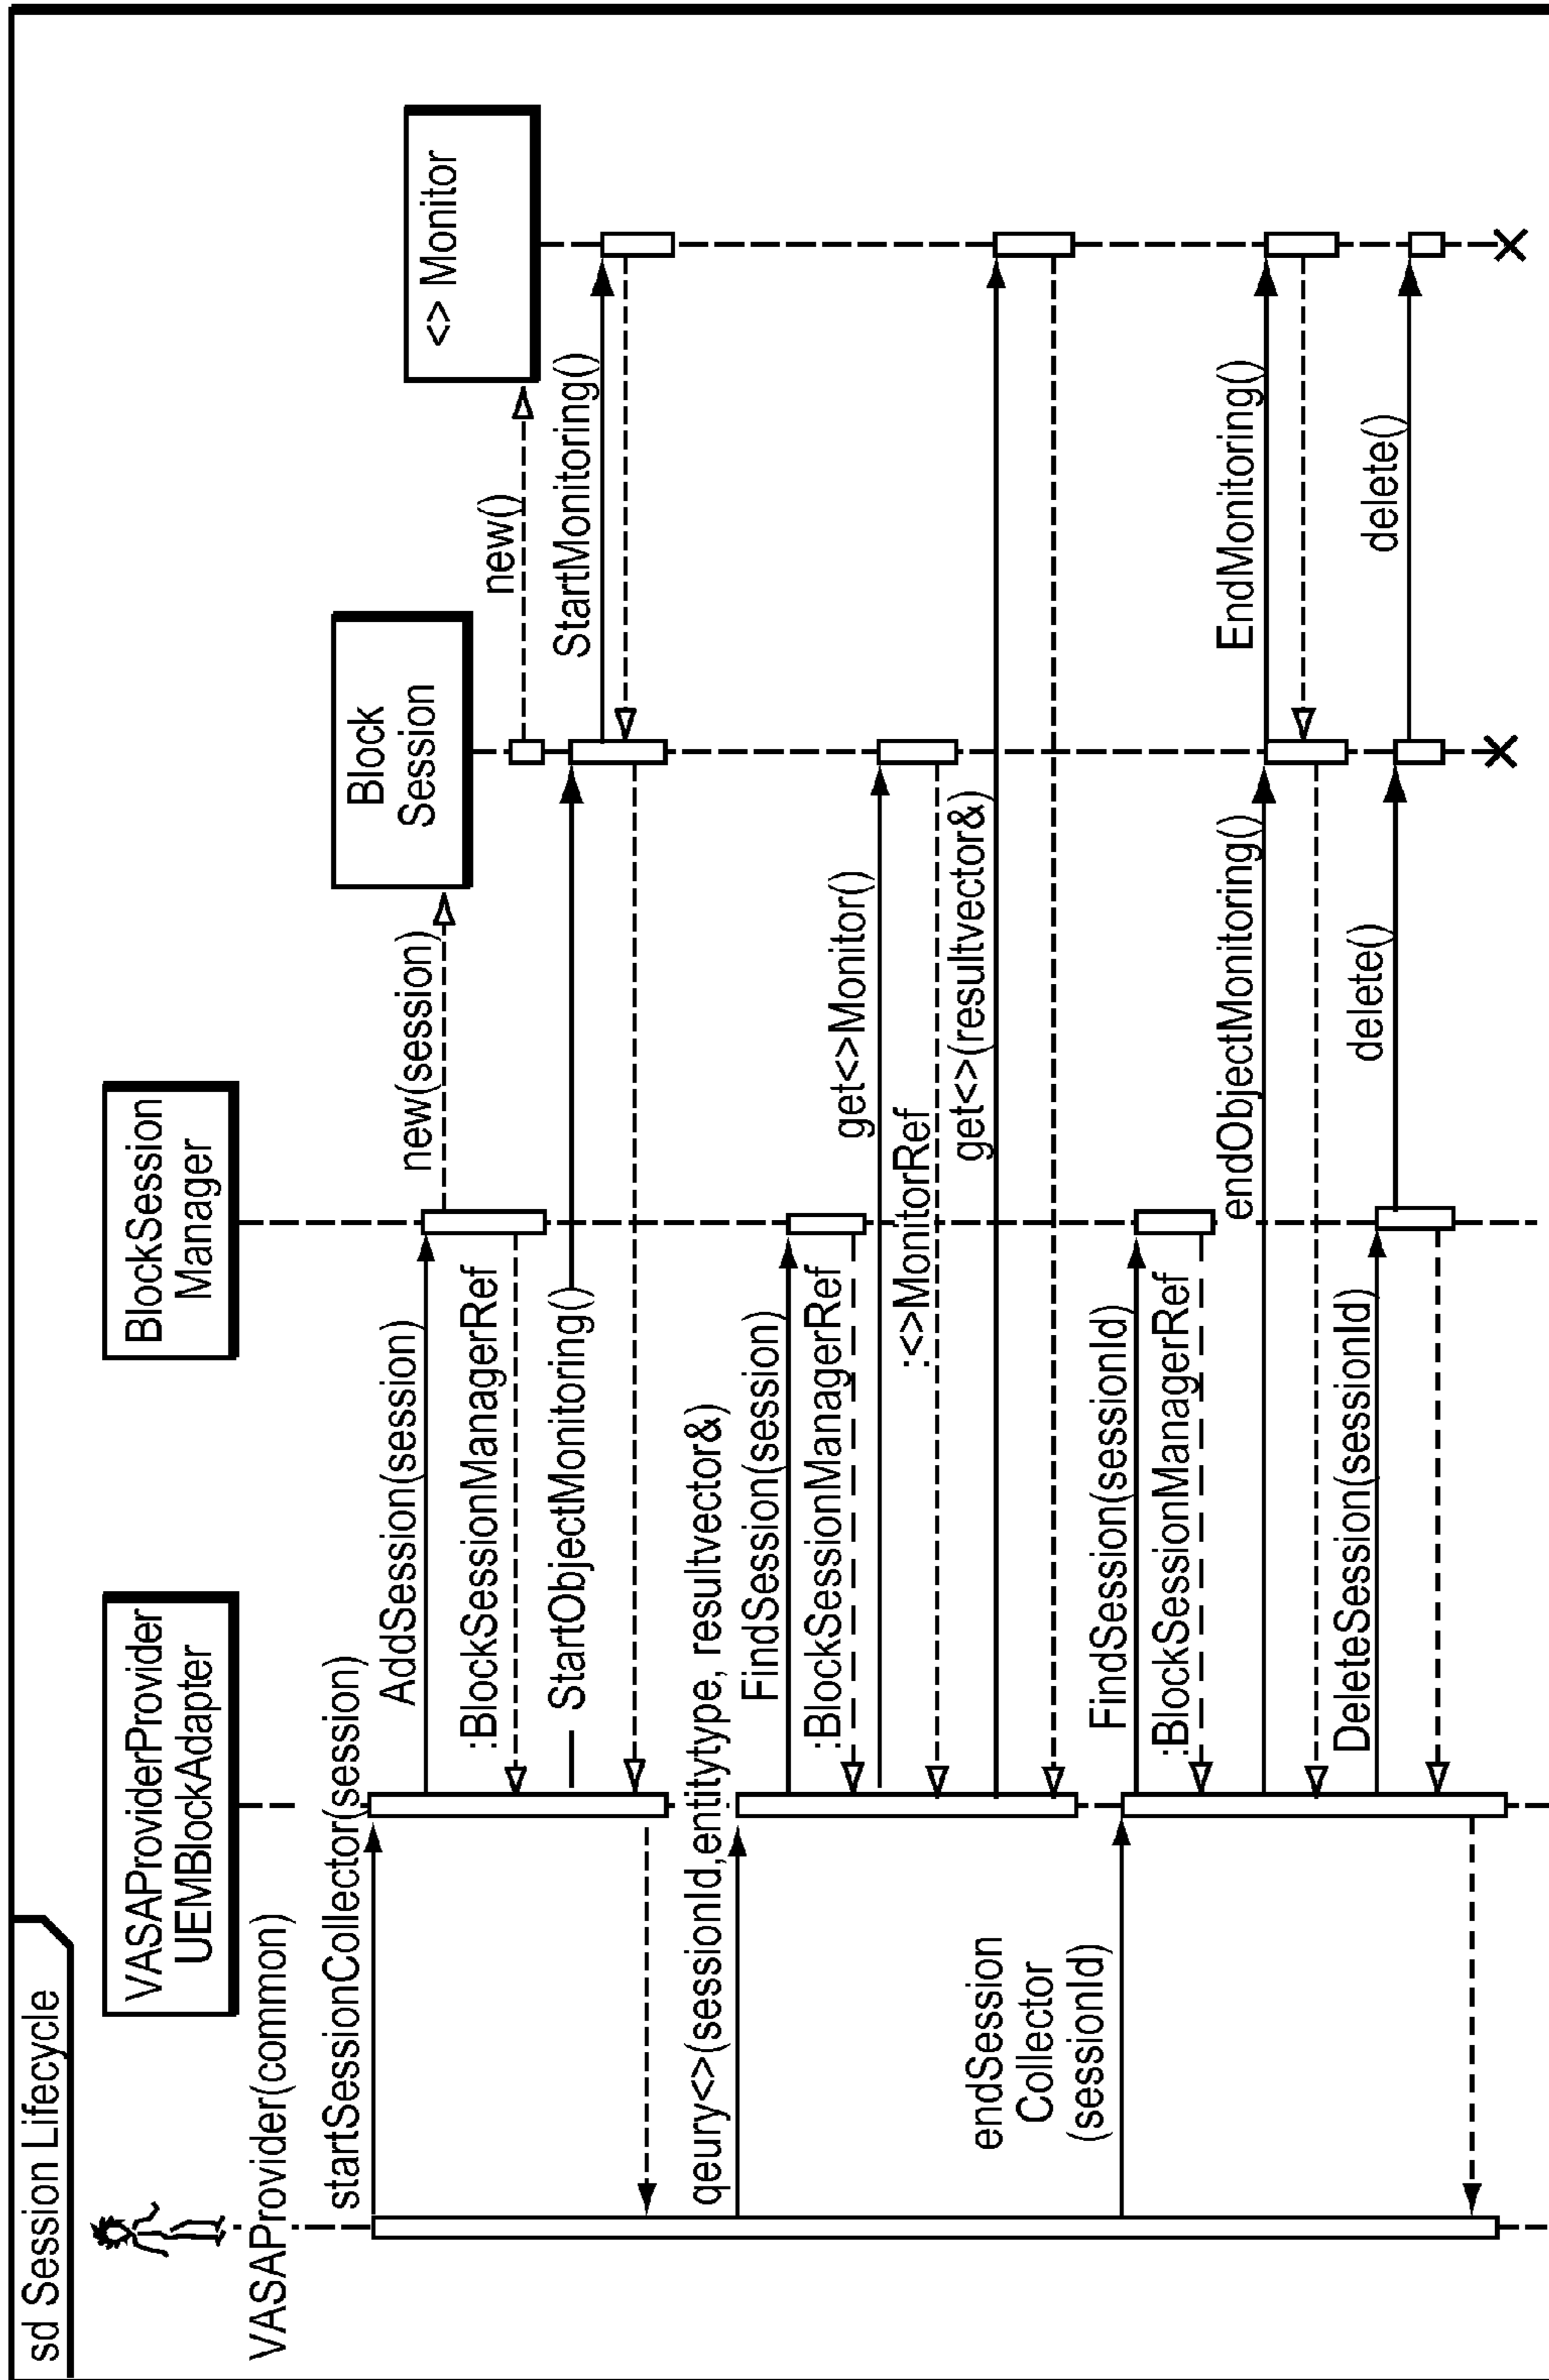 sd Session Lifecycle
VASAProvider(common)
VASAProviderProvider
UEMBlockAdapter
BlockSession
Manager
Block
Session
<> Monitor
startSessionCollector(session)
AddSession(session)
new(session)
new()
:BlockSessionManagerRef
StartObjectMonitoring()
StartMonitoring()
qeury<>(sessionId,entitytype, resultvector&)
FindSession(session)
:BlockSessionManagerRef
get<>Monitor()
:<>MonitorRef
get<>(resultvector&)
endSession
Collector
(sessionId)
FindSession(sessionId)
:BlockSessionManagerRef
endObjectMonitoring()
EndMonitoring()
DeleteSession(sessionId)
delete()
delete()